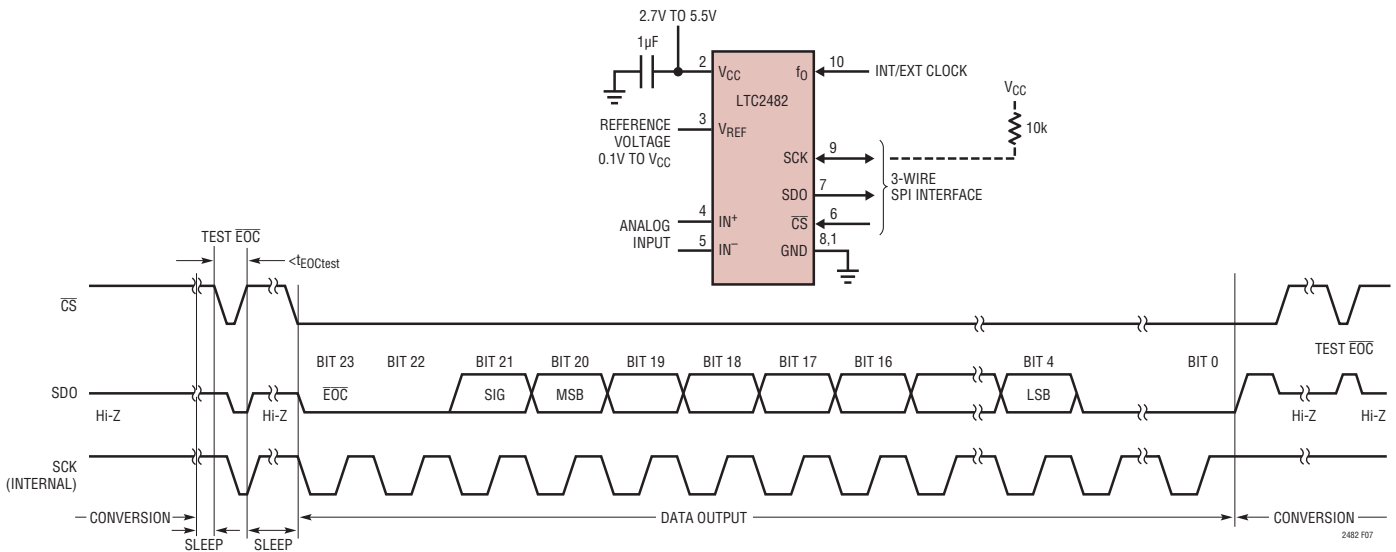 2.7V TO 5.5V
1µF
2
VCC
fO
10
INT/EXT CLOCK
LTC2482
VCC
10k
REFERENCE
VOLTAGE
0.1V TO VCC
3
VREF
SCK
9
SDO
7
3-WIRE
SPI INTERFACE
CS
6
ANALOG
INPUT
4
IN+
5
IN–
GND
8,1
TEST EOC
<tEOCtest
CS
TEST EOC
BIT 23
BIT 22
BIT 21
BIT 20
BIT 19
BIT 18
BIT 17
BIT 16
BIT 4
BIT 0
SDO
EOC
SIG
MSB
LSB
Hi-Z
Hi-Z
Hi-Z
Hi-Z
SCK
(INTERNAL)
CONVERSION
DATA OUTPUT
CONVERSION
SLEEP
SLEEP
2482 F07